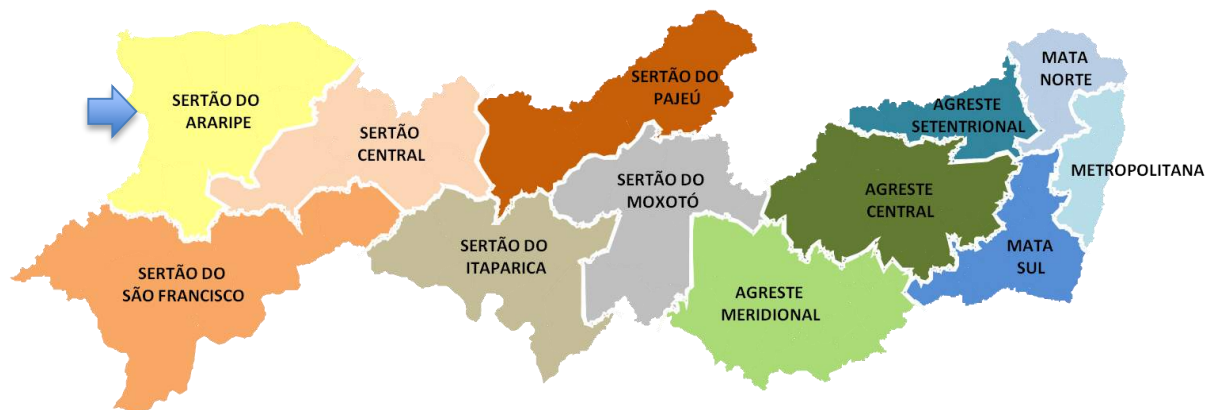 SERTÃO DO
ARARIPE
SERTÃO
CENTRAL
SERTÃO DO
PAJEÚ
MATA
NORTE
AGRESTE
SETENTRIONAL
METROPOLITANA
SERTÃO DO
MOXOTÓ
AGRESTE
CENTRAL
SERTÃO DO
SÃO FRANCISCO
SERTÃO DO
ITAPARICA
MATA
SUL
AGRESTE
MERIDIONAL